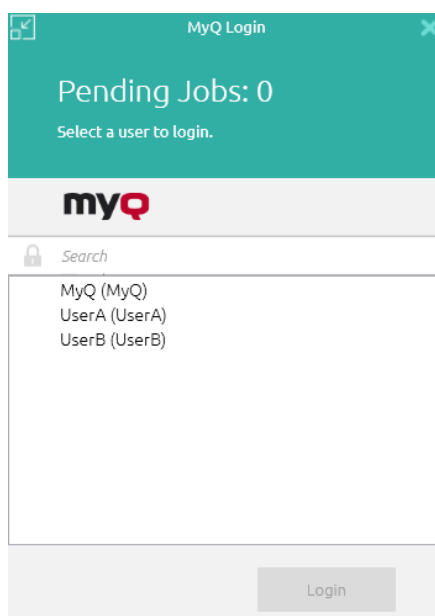 MyQ Login
Pending Jobs: 0
Select a user to login.
myQ
Search
MyQ (MyQ)
UserA (UserA)
UserB (UserB)
Login